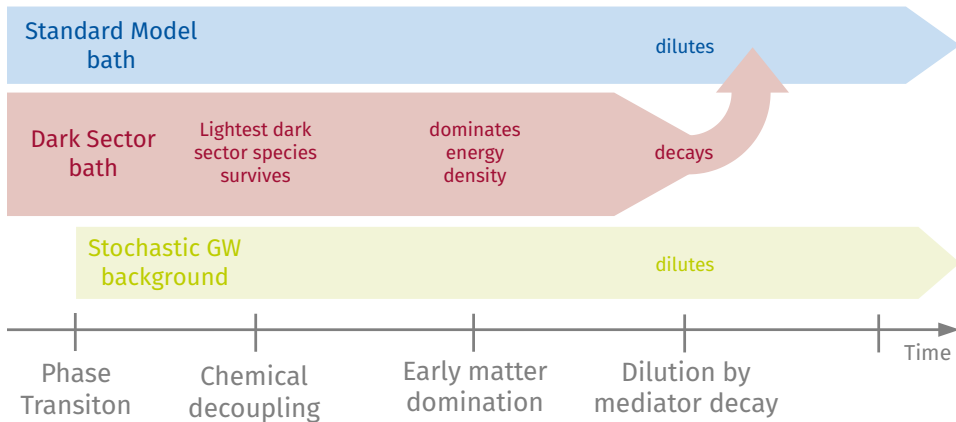 Standard Model
bath
dilutes
Dark Sector
bath
Lightest dark
sector species
survives
dominates
energy
density
decays
Stochastic GW
background
dilutes
Time
Phase
Transiton
Chemical
decoupling
Early matter
domination
Dilution by
mediator decay